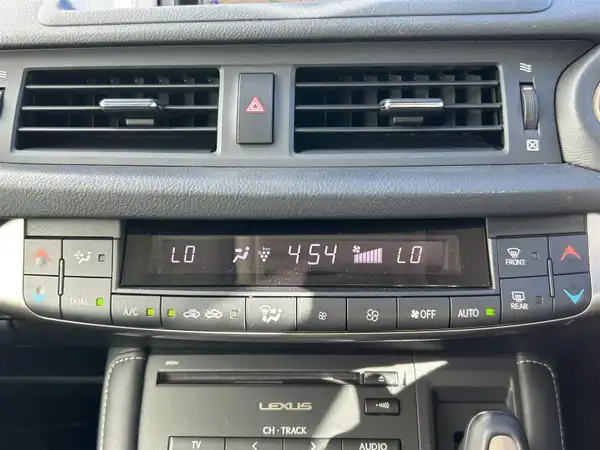 LO 454 LO
FRONT
DUAL A/C OFF AUTO REAR
LEXUS
CH · TRACK
TV AUDIO